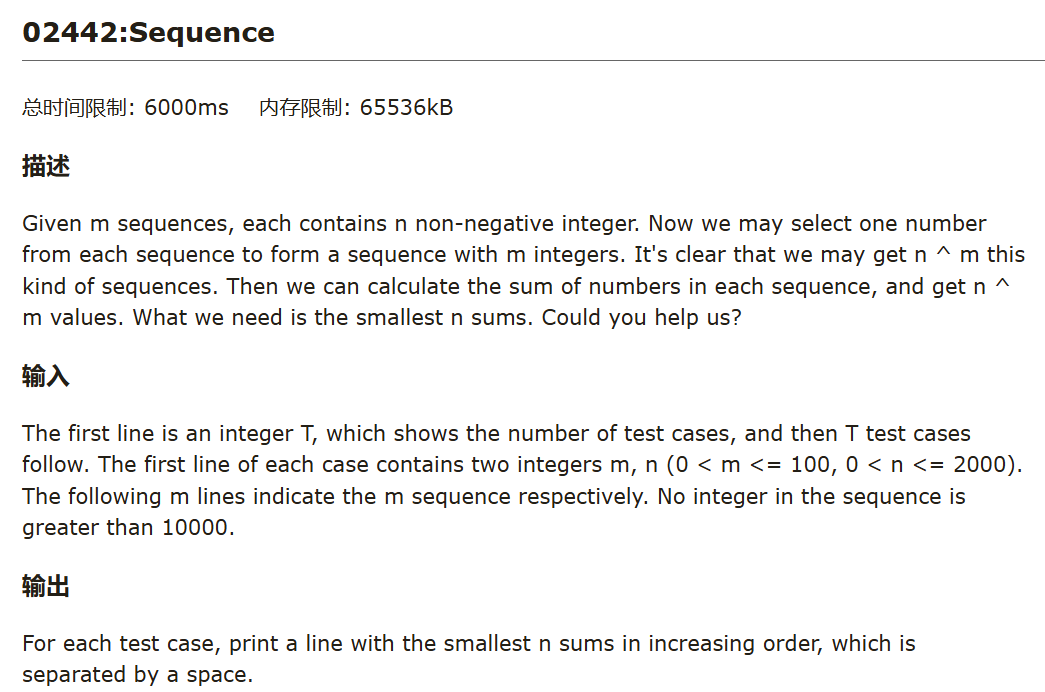 02442:Sequence
总时间限制: 6000ms 内存限制: 65536kB
描述
Given m sequences, each contains n non-negative integer. Now we may select one number
from each sequence to form a sequence with m integers. It's clear that we may get n ^ m this
kind of sequences. Then we can calculate the sum of numbers in each sequence, and get n ^
m values. What we need is the smallest n sums. Could you help us?
输入
The first line is an integer T, which shows the number of test cases, and then T test cases
follow. The first line of each case contains two integers m, n (0 < m <= 100, 0 < n <= 2000).
The following m lines indicate the m sequence respectively. No integer in the sequence is
greater than 10000.
输出
For each test case, print a line with the smallest n sums in increasing order, which is
separated by a space.